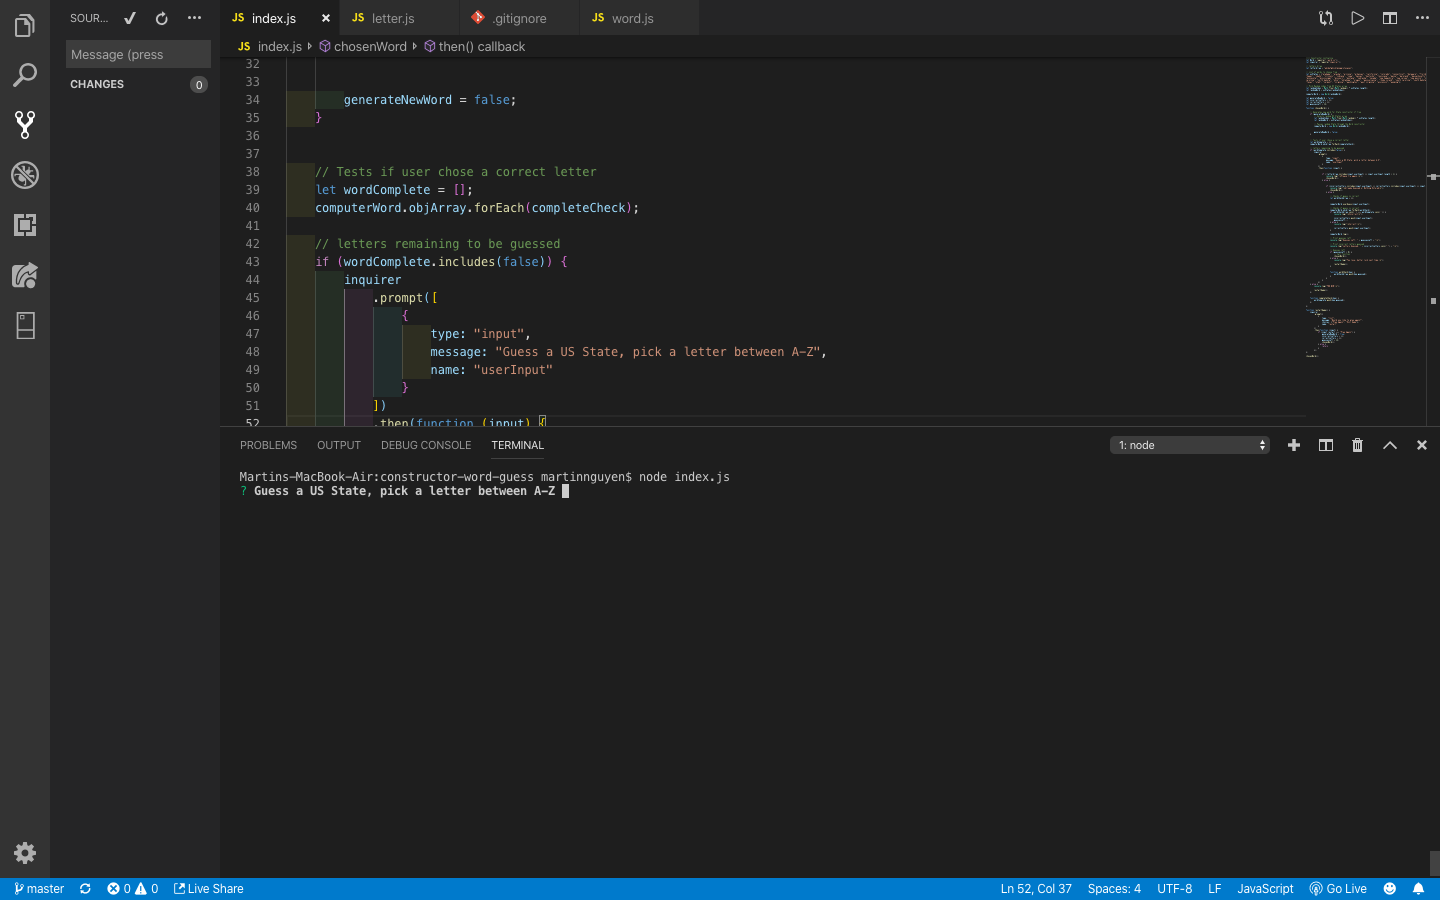 SOUR...
JS index.js
JS letter.js
.gitignore
JS word.js
Message (press
JS index.js chosenWord then() callback
CHANGES 0
32
33
34 generateNewWord = false;
35 }
36
37
38 // Tests if user chose a correct letter
39 let wordComplete = [];
40 computerWord.objArray.forEach(completeCheck);
41
42 // letters remaining to be guessed
43 if (wordComplete.includes(false)) {
44 inquirer
45 .prompt([
46 {
47 type: "input",
48 message: "Guess a US State, pick a letter between A-Z",
49 name: "userInput"
50 }
51 ])
52 .then(function (input) {
PROBLEMS OUTPUT DEBUG CONSOLE TERMINAL 1: node
Martins-MacBook-Air:constructor-word-guess martinnguyen$ node index.js
? Guess a US State, pick a letter between A-Z
master 0 0 Live Share Ln 52, Col 37 Spaces: 4 UTF-8 LF JavaScript Go Live